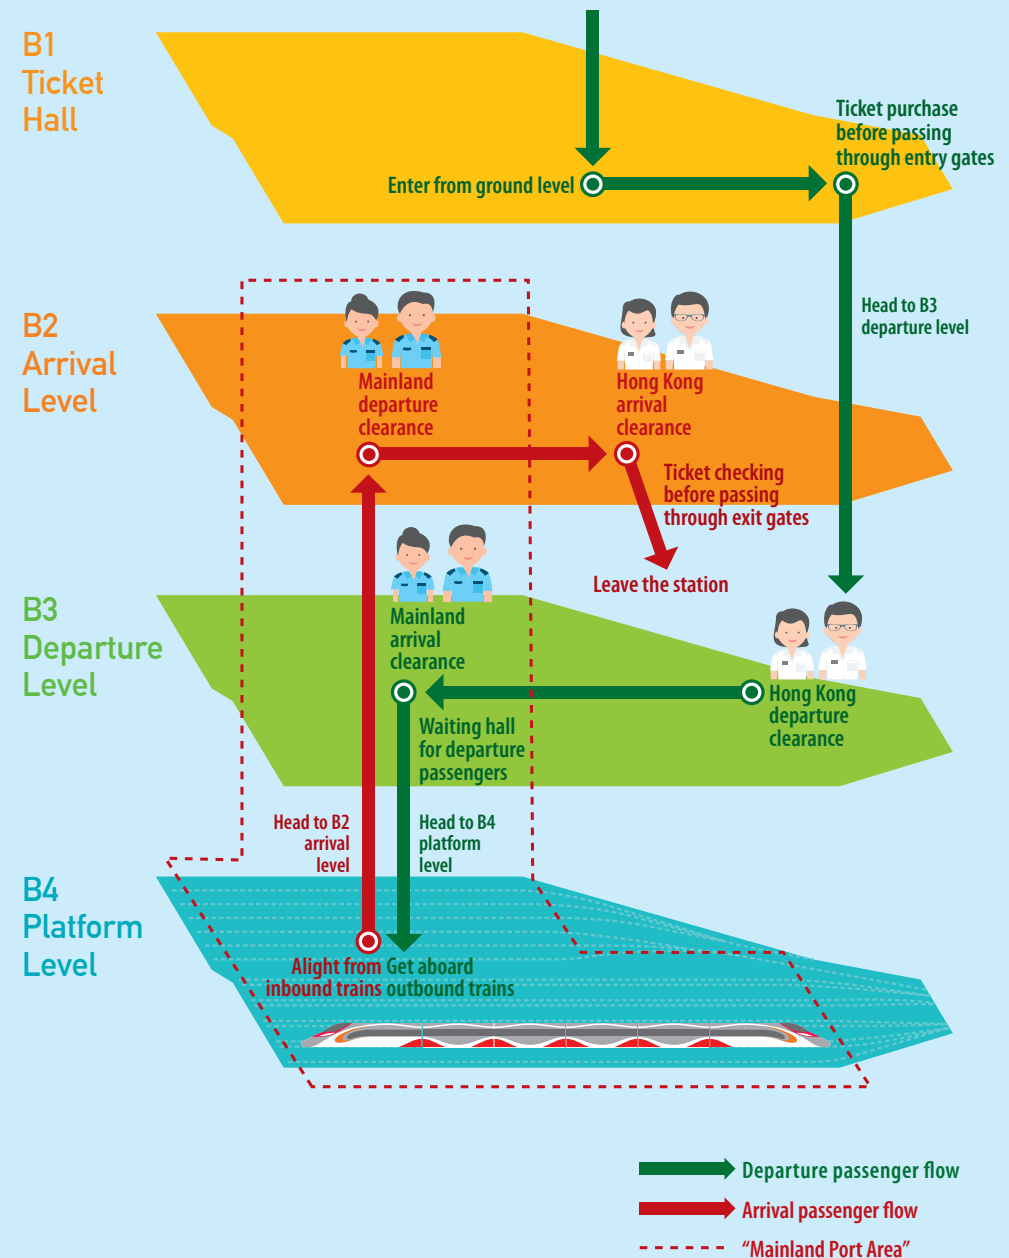 B1
Ticket
Hall
Ticket purchase
before passing
through entry gates
Enter from ground level
Head to B3
departure level
B2
Arrival
Level
Mainland
departure
clearance
Hong Kong
arrival
clearance
Ticket checking
before passing
through exit gates
Leave the station
B3
Departure
Level
Mainland
arrival
clearance
Hong Kong
departure
clearance
Waiting hall
for departure
passengers
Head to B2
arrival
level
Head to B4
platform
level
B4
Platform
Level
Alight from
inbound trains
Get aboard
outbound trains
Departure passenger flow
Arrival passenger flow
“Mainland Port Area”